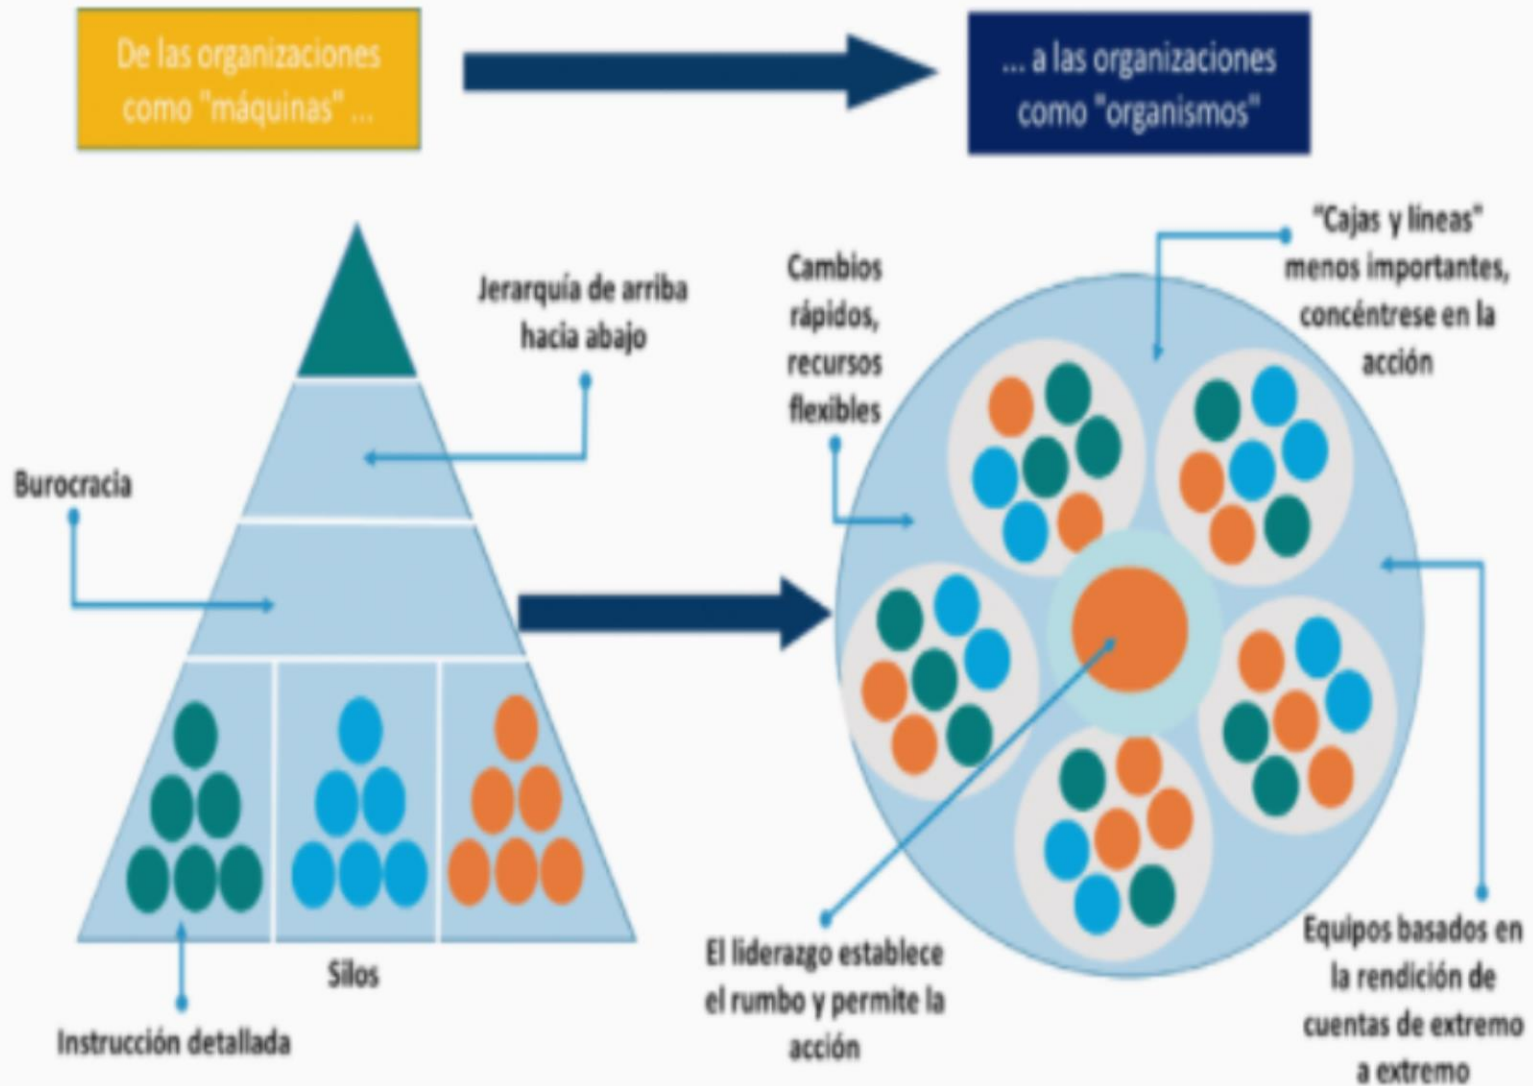 De las organizaciones
como "máquinas" ...
... a las organizaciones
como "organismos"
Jerarquía de arriba
hacia abajo
Burocracia
Silos
Instrucción detallada
Cambios
rápidos,
recursos
flexibles
"Cajas y líneas"
menos importantes,
concéntrese en la
acción
El liderazgo establece
el rumbo y permite la
acción
Equipos basados en
la rendición de
cuentas de extremo
a extremo